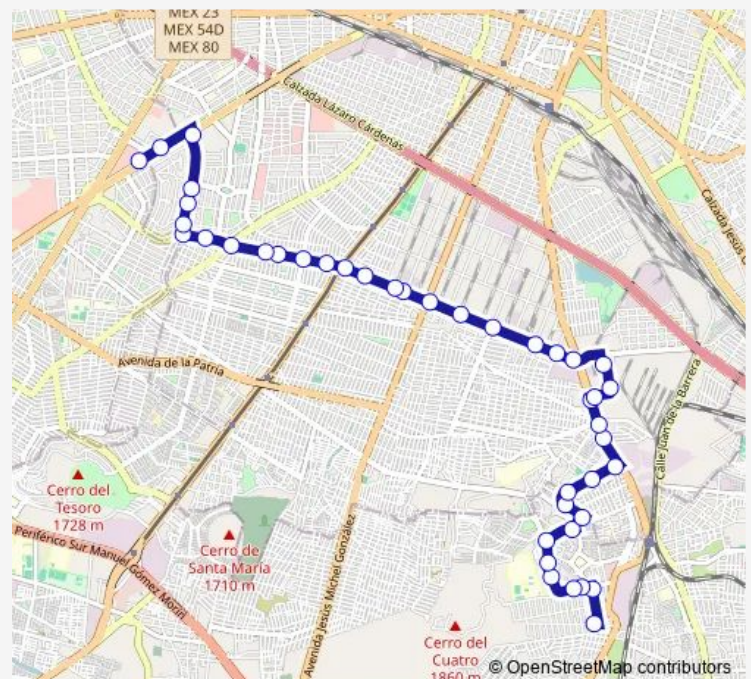 MEX 23
MEX 54D
MEX 80
Calzada Lázaro Cárdenas
Calzada Jesús G
Avenida de la Patria
Calle Juan de la Barrera
Cerro del
Tesoro
1728 m
Cerro de
Santa María
1710 m
Periférico Sur Manuel Gómez Morín
Avenida Jesús Michel González
Cerro del
Cuatro
1860 m
© OpenStreetMap contributors